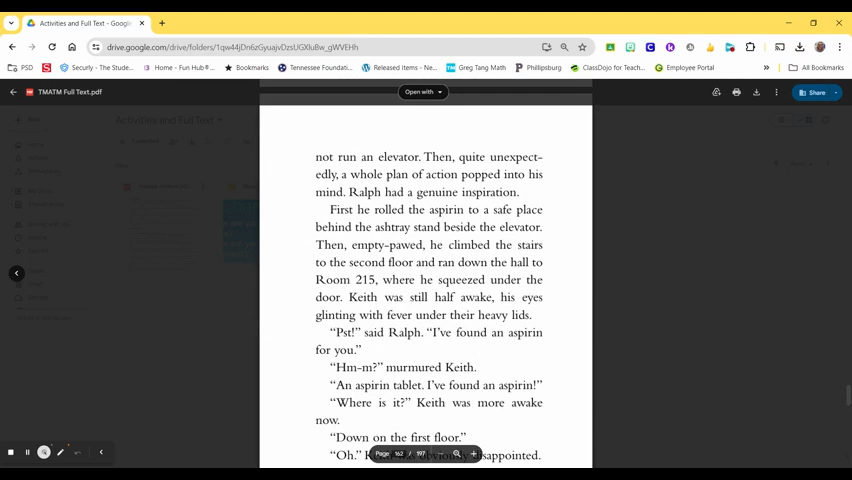 Activities and Full Text - Google
drive.google.com/drive/folders/1qw44jDn6zGyuajvDzsUGXluBw_gWVEHh
PSD
Securly - The Stude...
Home - Fun Hub®...
Bookmarks
Tennessee Foundati...
Released Items - Ne...
Greg Tang Math
Phillipsburg
ClassDojo for Teach...
Employee Portal
All Bookmarks
TMATM Full Text.pdf
Open with
Share
Activities and Full Text
not run an elevator. Then, quite unexpect-
edly, a whole plan of action popped into his
mind. Ralph had a genuine inspiration.
First he rolled the aspirin to a safe place
behind the ashtray stand beside the elevator.
Then, empty-pawed, he climbed the stairs
to the second floor and ran down the hall to
Room 215, where he squeezed under the
door. Keith was still half awake, his eyes
glinting with fever under their heavy lids.
“Pst!” said Ralph. “I’ve found an aspirin
for you.”
“Hm-m?” murmured Keith.
“An aspirin tablet. I’ve found an aspirin!”
“Where is it?” Keith was more awake
now.
“Down on the first floor.”
“Oh.” Keith was obviously disappointed.
Page 162 / 197